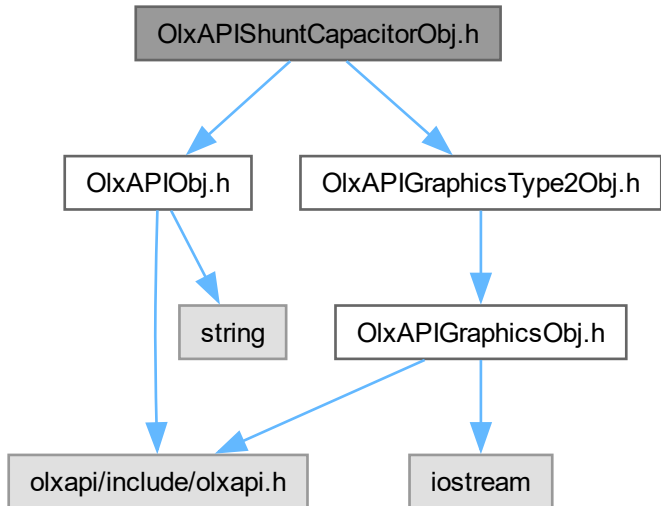 OlxAPIShuntCapacitorObj.h
OlxAPIObj.h
OlxAPIGraphicsType2Obj.h
string
OlxAPIGraphicsObj.h
olxapi/include/olxapi.h
iostream